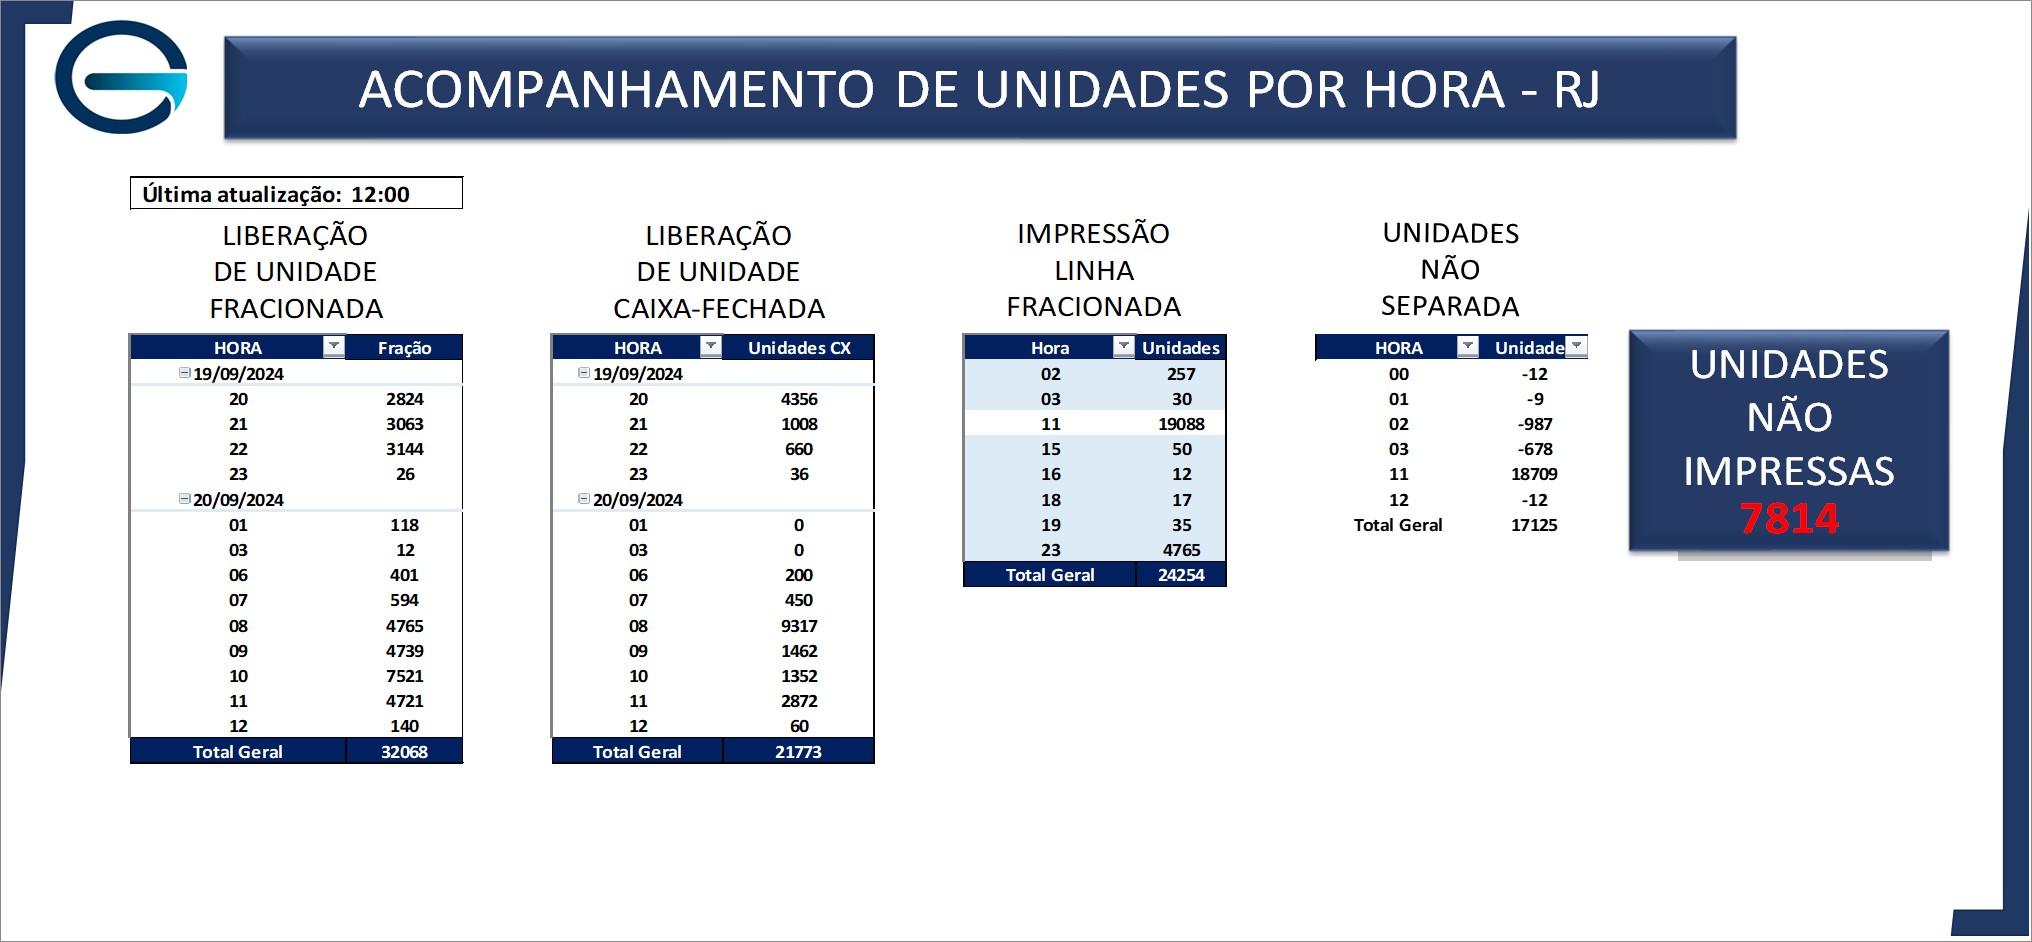 ACOMPANHAMENTO DE UNIDADES POR HORA - RJ
Última atualização: 12:00
LIBERAÇÃO
DE UNIDADE
FRACIONADA
HORA Fração
19/09/2024
20 2824
21 3063
22 3144
23 26
20/09/2024
01 118
03 12
06 401
07 594
08 4765
09 4739
10 7521
11 4721
12 140
Total Geral 32068
LIBERAÇÃO
DE UNIDADE
CAIXA-FECHADA
HORA Unidades CX
19/09/2024
20 4356
21 1008
22 660
23 36
20/09/2024
01 0
03 0
06 200
07 450
08 9317
09 1462
10 1352
11 2872
12 60
Total Geral 21773
IMPRESSÃO
LINHA
FRACIONADA
Hora Unidades
02 257
03 30
11 19088
15 50
16 12
18 17
19 35
23 4765
Total Geral 24254
UNIDADES
NÃO
SEPARADA
HORA Unidade
00 -12
01 -9
02 -987
03 -678
11 18709
12 -12
Total Geral 17125
UNIDADES
NÃO
IMPRESSAS
7814